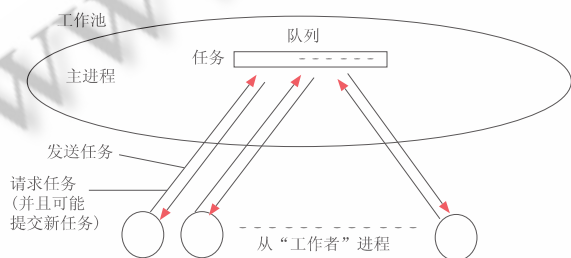 工作池
队列
任务
主进程
发送任务
请求任务
(并且可能
提交新任务)
从“工作者”进程